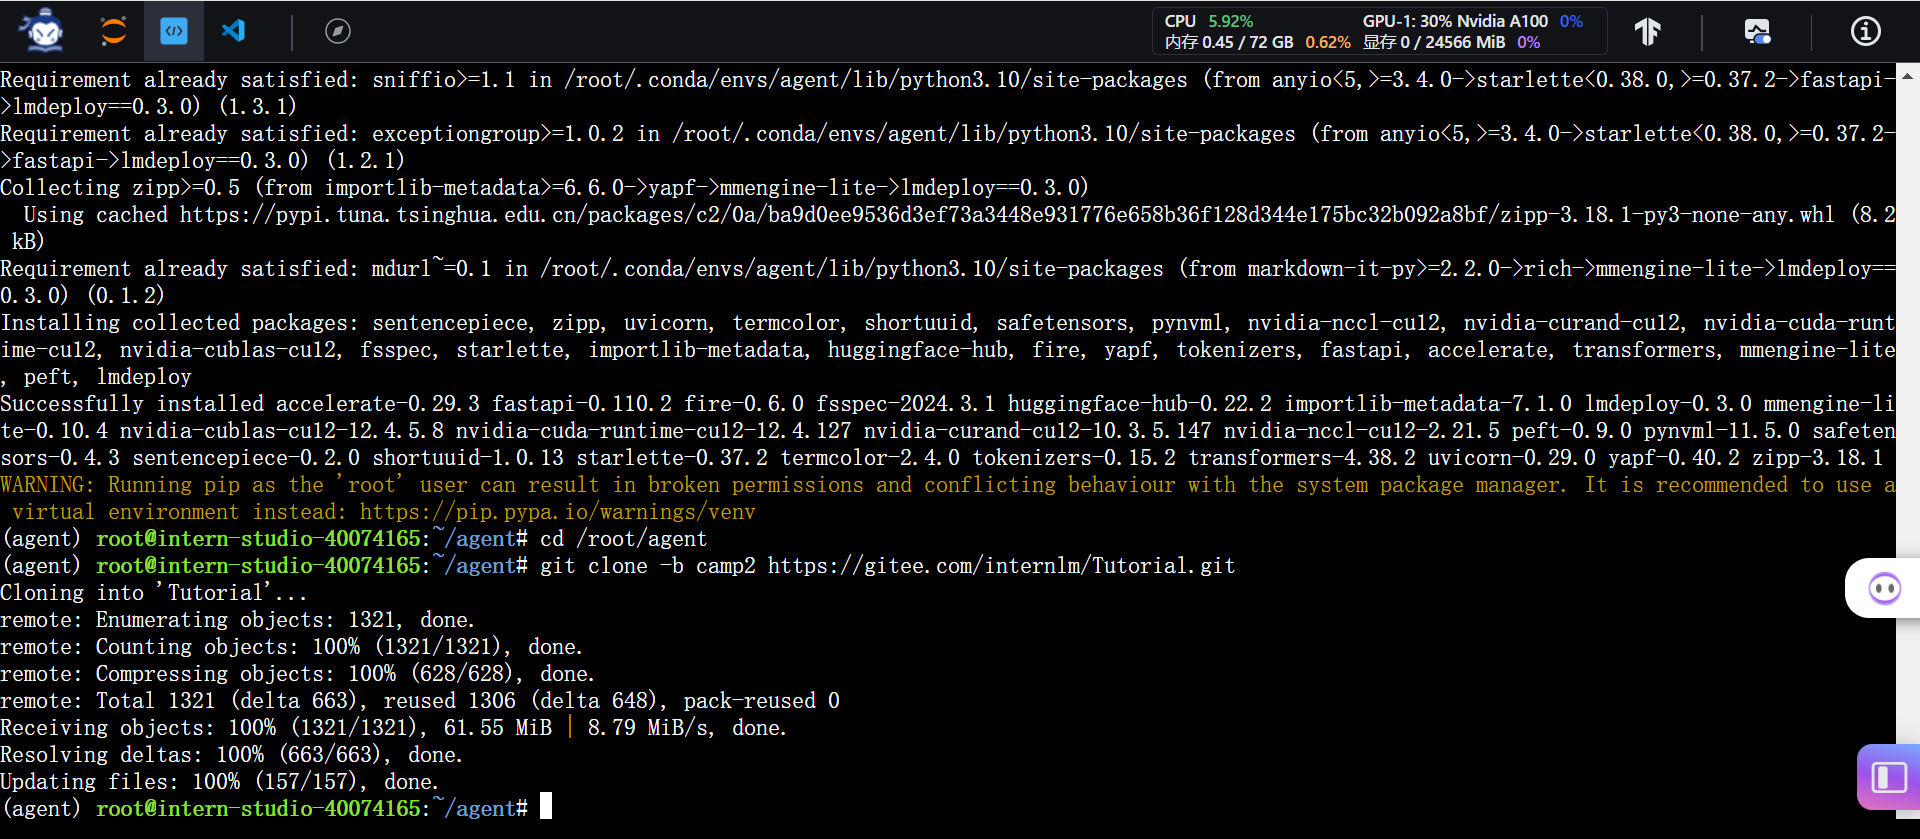 CPU 5.92% GPU-1: 30% Nvidia A100 0%
内存 0.45 / 72 GB 0.62% 显存 0 / 24566 MiB 0%
Requirement already satisfied: sniffio>=1.1 in /root/.conda/envs/agent/lib/python3.10/site-packages (from anyio<5,>=3.4.0->starlette<0.38.0,>=0.37.2->fastapi-
>lmdeploy==0.3.0) (1.3.1)
Requirement already satisfied: exceptiongroup>=1.0.2 in /root/.conda/envs/agent/lib/python3.10/site-packages (from anyio<5,>=3.4.0->starlette<0.38.0,>=0.37.2-
>fastapi->lmdeploy==0.3.0) (1.2.1)
Collecting zipp>=0.5 (from importlib-metadata>=6.6.0->yapf->mmengine-lite->lmdeploy==0.3.0)
  Using cached https://pypi.tuna.tsinghua.edu.cn/packages/c2/0a/ba9d0ee9536d3ef73a3448e931776e658b36f128d344e175bc32b092a8bf/zipp-3.18.1-py3-none-any.whl (8.2
 kB)
Requirement already satisfied: mdurl~=0.1 in /root/.conda/envs/agent/lib/python3.10/site-packages (from markdown-it-py>=2.2.0->rich->mmengine-lite->lmdeploy==
0.3.0) (0.1.2)
Installing collected packages: sentencepiece, zipp, uvicorn, termcolor, shortuuid, safetensors, pynvml, nvidia-nccl-cu12, nvidia-curand-cu12, nvidia-cuda-runt
ime-cu12, nvidia-cublas-cu12, fsspec, starlette, importlib-metadata, huggingface-hub, fire, yapf, tokenizers, fastapi, accelerate, transformers, mmengine-lite
, peft, lmdeploy
Successfully installed accelerate-0.29.3 fastapi-0.110.2 fire-0.6.0 fsspec-2024.3.1 huggingface-hub-0.22.2 importlib-metadata-7.1.0 lmdeploy-0.3.0 mmengine-li
te-0.10.4 nvidia-cublas-cu12-12.4.5.8 nvidia-cuda-runtime-cu12-12.4.127 nvidia-curand-cu12-10.3.5.147 nvidia-nccl-cu12-2.21.5 peft-0.9.0 pynvml-11.5.0 safeten
sors-0.4.3 sentencepiece-0.2.0 shortuuid-1.0.13 starlette-0.37.2 termcolor-2.4.0 tokenizers-0.15.2 transformers-4.38.2 uvicorn-0.29.0 yapf-0.40.2 zipp-3.18.1
WARNING: Running pip as the 'root' user can result in broken permissions and conflicting behaviour with the system package manager. It is recommended to use a
 virtual environment instead: https://pip.pypa.io/warnings/venv
(agent) root@intern-studio-40074165:~/agent# cd /root/agent
(agent) root@intern-studio-40074165:~/agent# git clone -b camp2 https://gitee.com/internlm/Tutorial.git
Cloning into 'Tutorial'...
remote: Enumerating objects: 1321, done.
remote: Counting objects: 100% (1321/1321), done.
remote: Compressing objects: 100% (628/628), done.
remote: Total 1321 (delta 663), reused 1306 (delta 648), pack-reused 0
Receiving objects: 100% (1321/1321), 61.55 MiB | 8.79 MiB/s, done.
Resolving deltas: 100% (663/663), done.
Updating files: 100% (157/157), done.
(agent) root@intern-studio-40074165:~/agent#